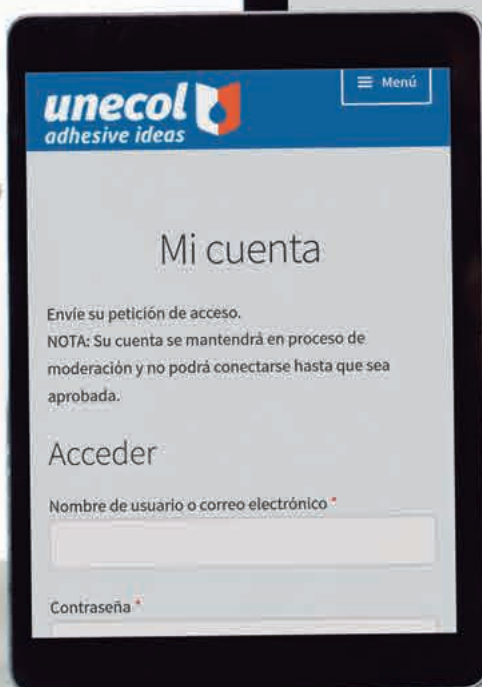 unecol
adhesive ideas
Menú
Mi cuenta
Envíe su petición de acceso.
NOTA: Su cuenta se mantendrá en proceso de
moderación y no podrá conectarse hasta que sea
aprobada.
Acceder
Nombre de usuario o correo electrónico *
Contraseña *